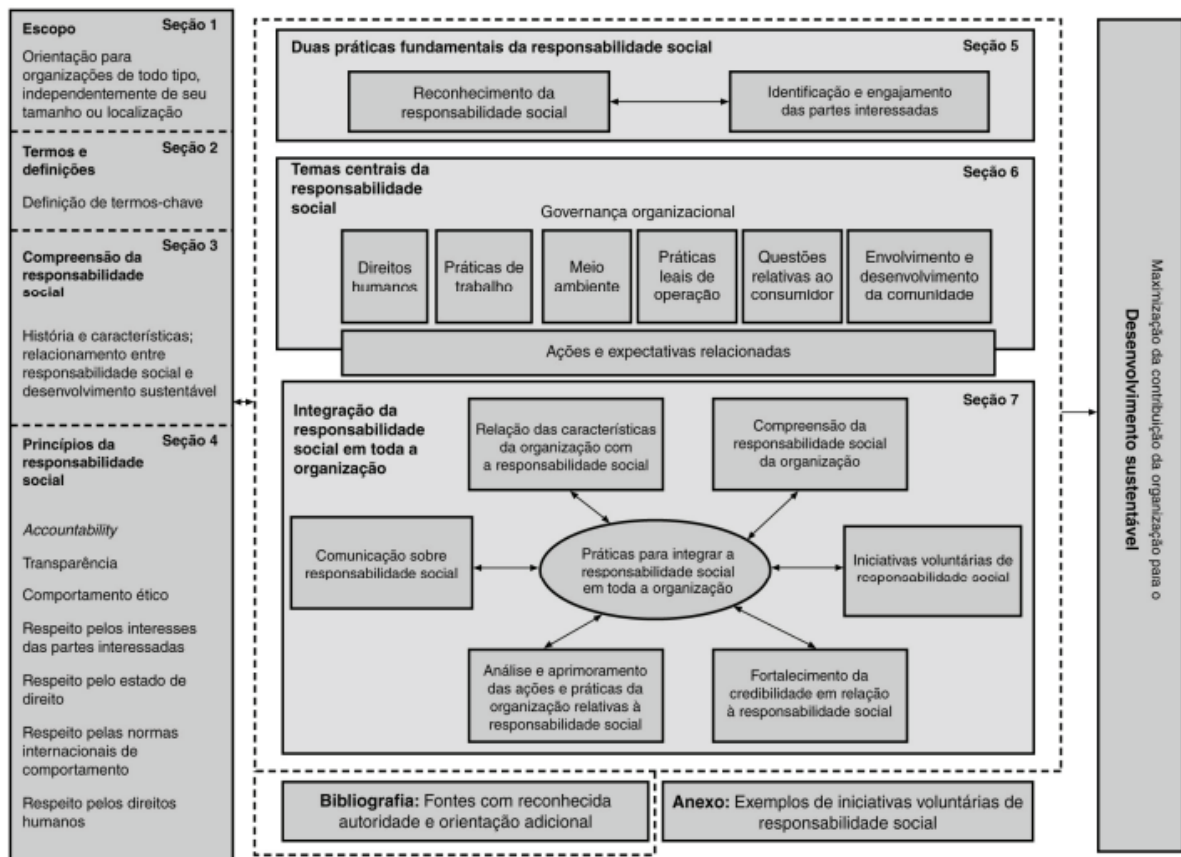 Escopo Seção 1
Orientação para
organizações de todo tipo,
independentemente de seu
tamanho ou localização
Termos e Seção 2
definições
Definição de termos-chave
Seção 3
Compreensão da
responsabilidade
social
História e características;
relacionamento entre
responsabilidade social e
desenvolvimento sustentável
Princípios da Seção 4
responsabilidade
social
Accountability
Transparência
Comportamento ético
Respeito pelos interesses
das partes interessadas
Respeito pelo estado de
direito
Respeito pelas normas
internacionais de
comportamento
Respeito pelos direitos
humanos
Duas práticas fundamentais da responsabilidade social Seção 5
Reconhecimento da
responsabilidade social
Identificação e engajamento
das partes interessadas
Temas centrais da Seção 6
responsabilidade
social
Governança organizacional
Direitos
humanos
Práticas de
trabalho
Meio
ambiente
Práticas
leais de
operação
Questões
relativas ao
consumidor
Envolvimento e
desenvolvimento
da comunidade
Ações e expectativas relacionadas
Seção 7
Integração da
responsabilidade
social em toda a
organização
Relação das características
da organização com
a responsabilidade social
Compreensão da
responsabilidade social
da organização
Comunicação sobre
responsabilidade social
Práticas para integrar a
responsabilidade social
em toda a organização
Iniciativas voluntárias de
responsabilidade social
Análise e aprimoramento
das ações e práticas da
organização relativas à
responsabilidade social
Fortalecimento da
credibilidade em relação
à responsabilidade social
Bibliografia: Fontes com reconhecida
autoridade e orientação adicional
Anexo: Exemplos de iniciativas voluntárias de
responsabilidade social
Maximização da contribuição da organização para o
Desenvolvimento sustentável